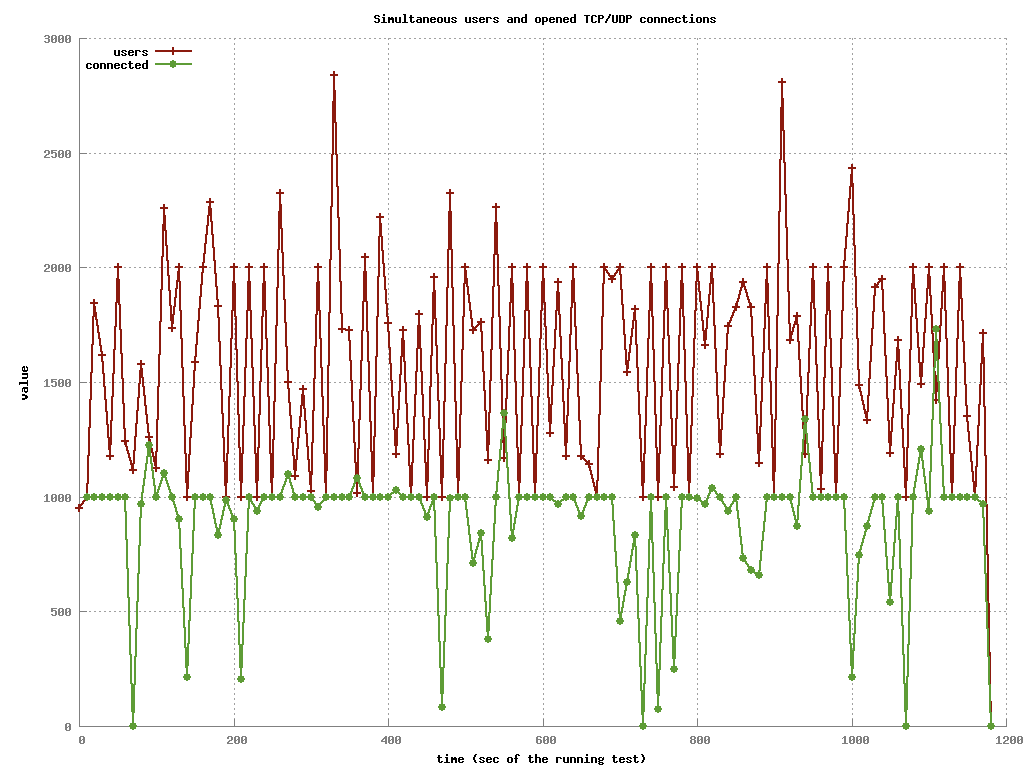 Simultaneous users and opened TCP/UDP connections
3000
users
connected
2500
2000
1500
value
1000
500
0
0 200 400 600 800 1000 1200
time (sec of the running test)